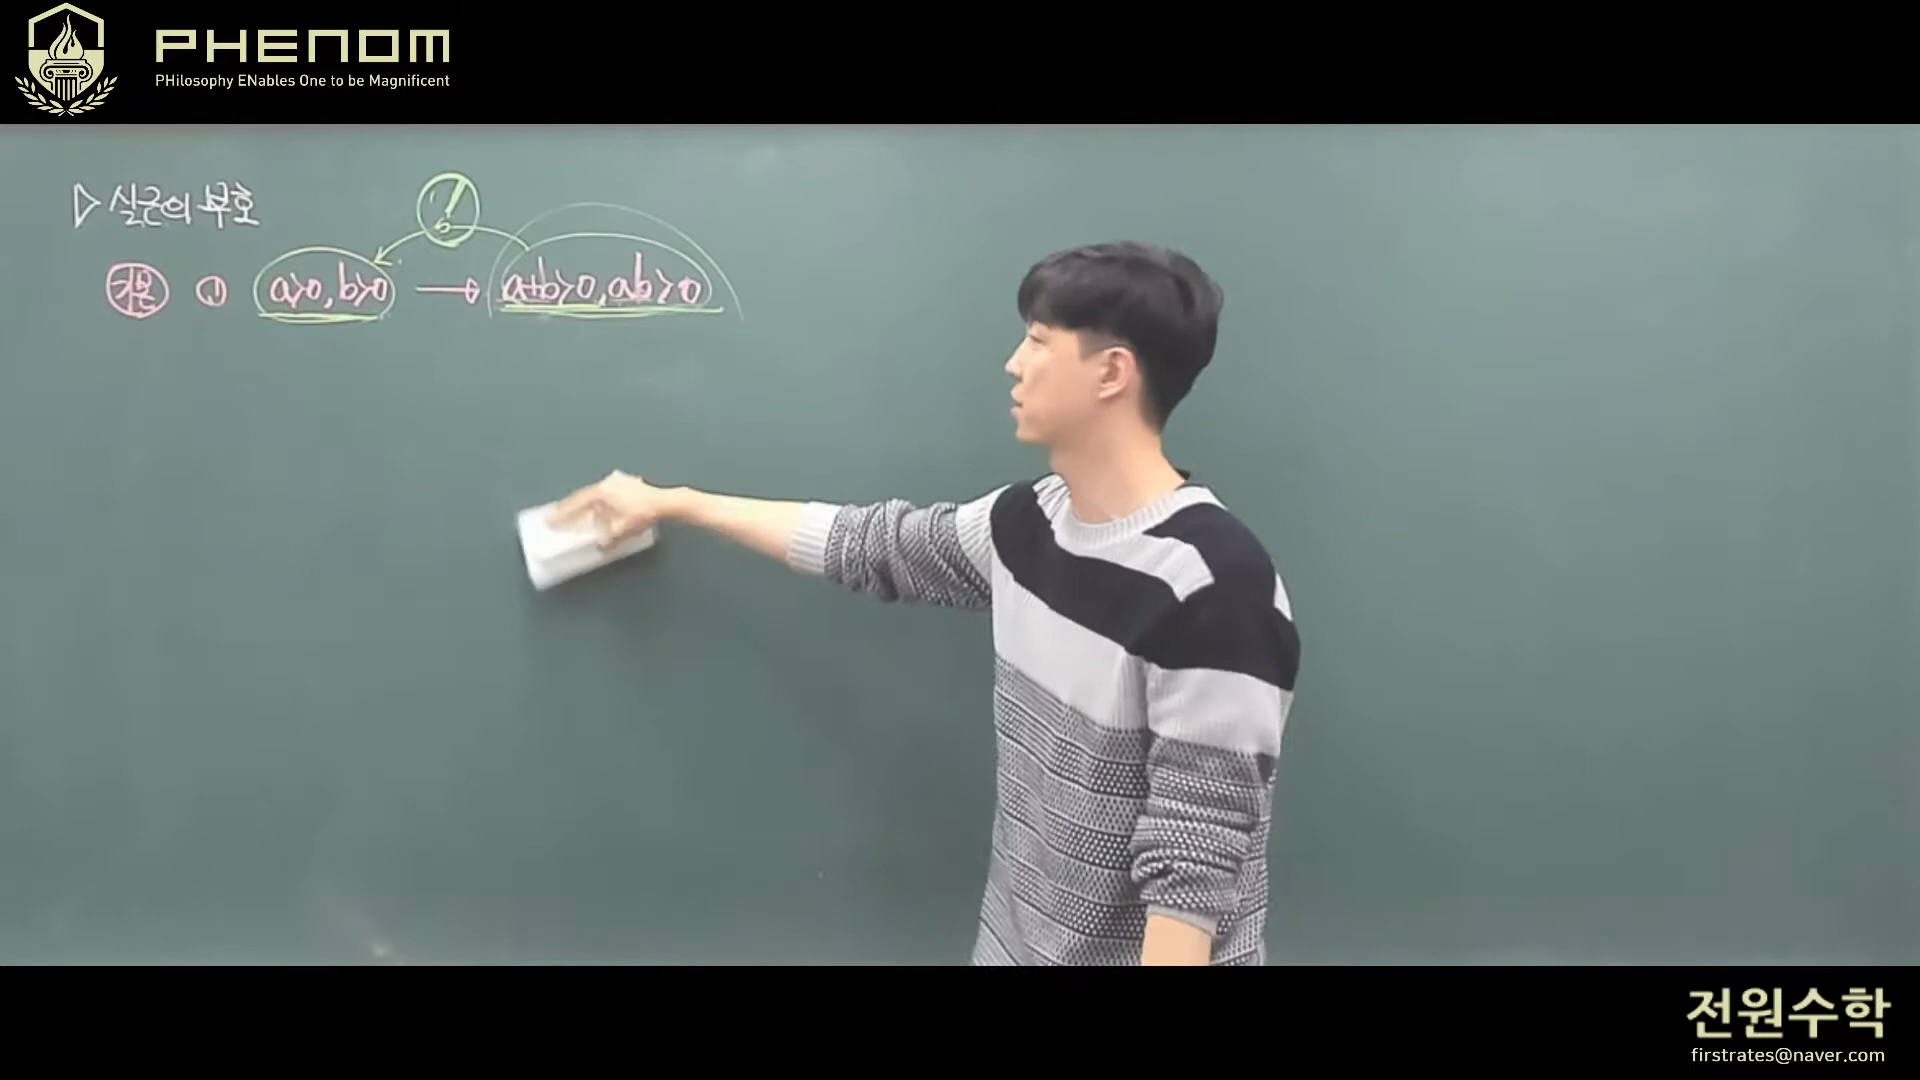 PHENOM
PHilosophy ENables One to be Magnificent
▷ 실근의 부호
기본 ① a>0, b>0 → a+b>0, ab>0
전원수학
firstrates@naver.com